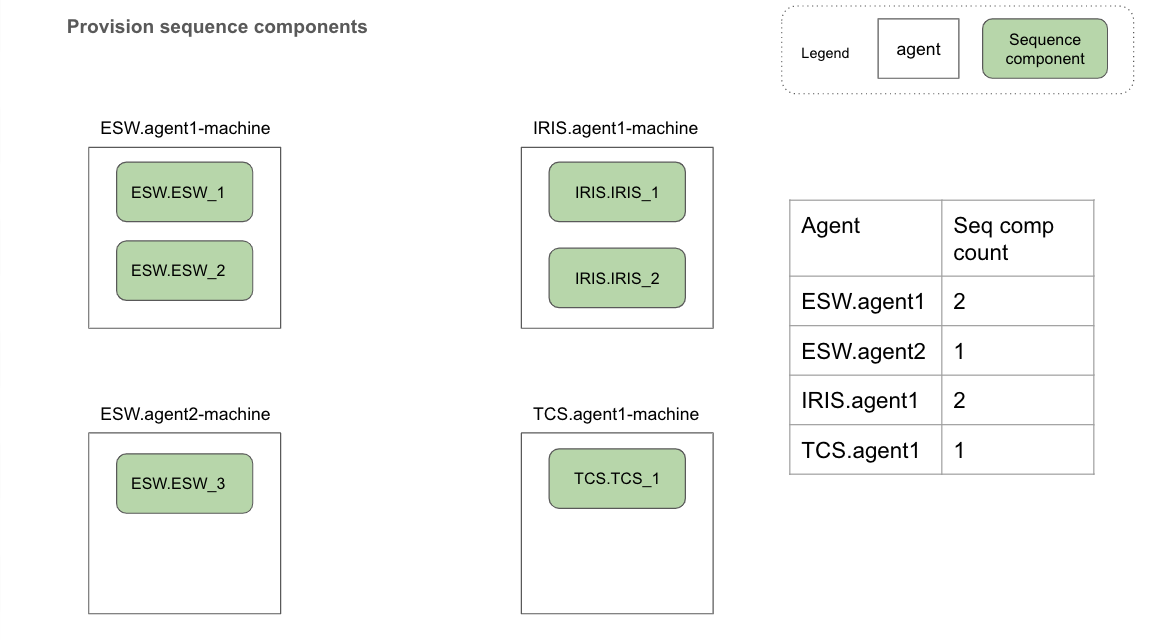 Provision sequence components
Legend
agent
Sequence
component
ESW.agent1-machine
ESW.ESW_1
ESW.ESW_2
IRIS.agent1-machine
IRIS.IRIS_1
IRIS.IRIS_2
ESW.agent2-machine
ESW.ESW_3
TCS.agent1-machine
TCS.TCS_1
Agent
Seq comp
count
ESW.agent1
2
ESW.agent2
1
IRIS.agent1
2
TCS.agent1
1